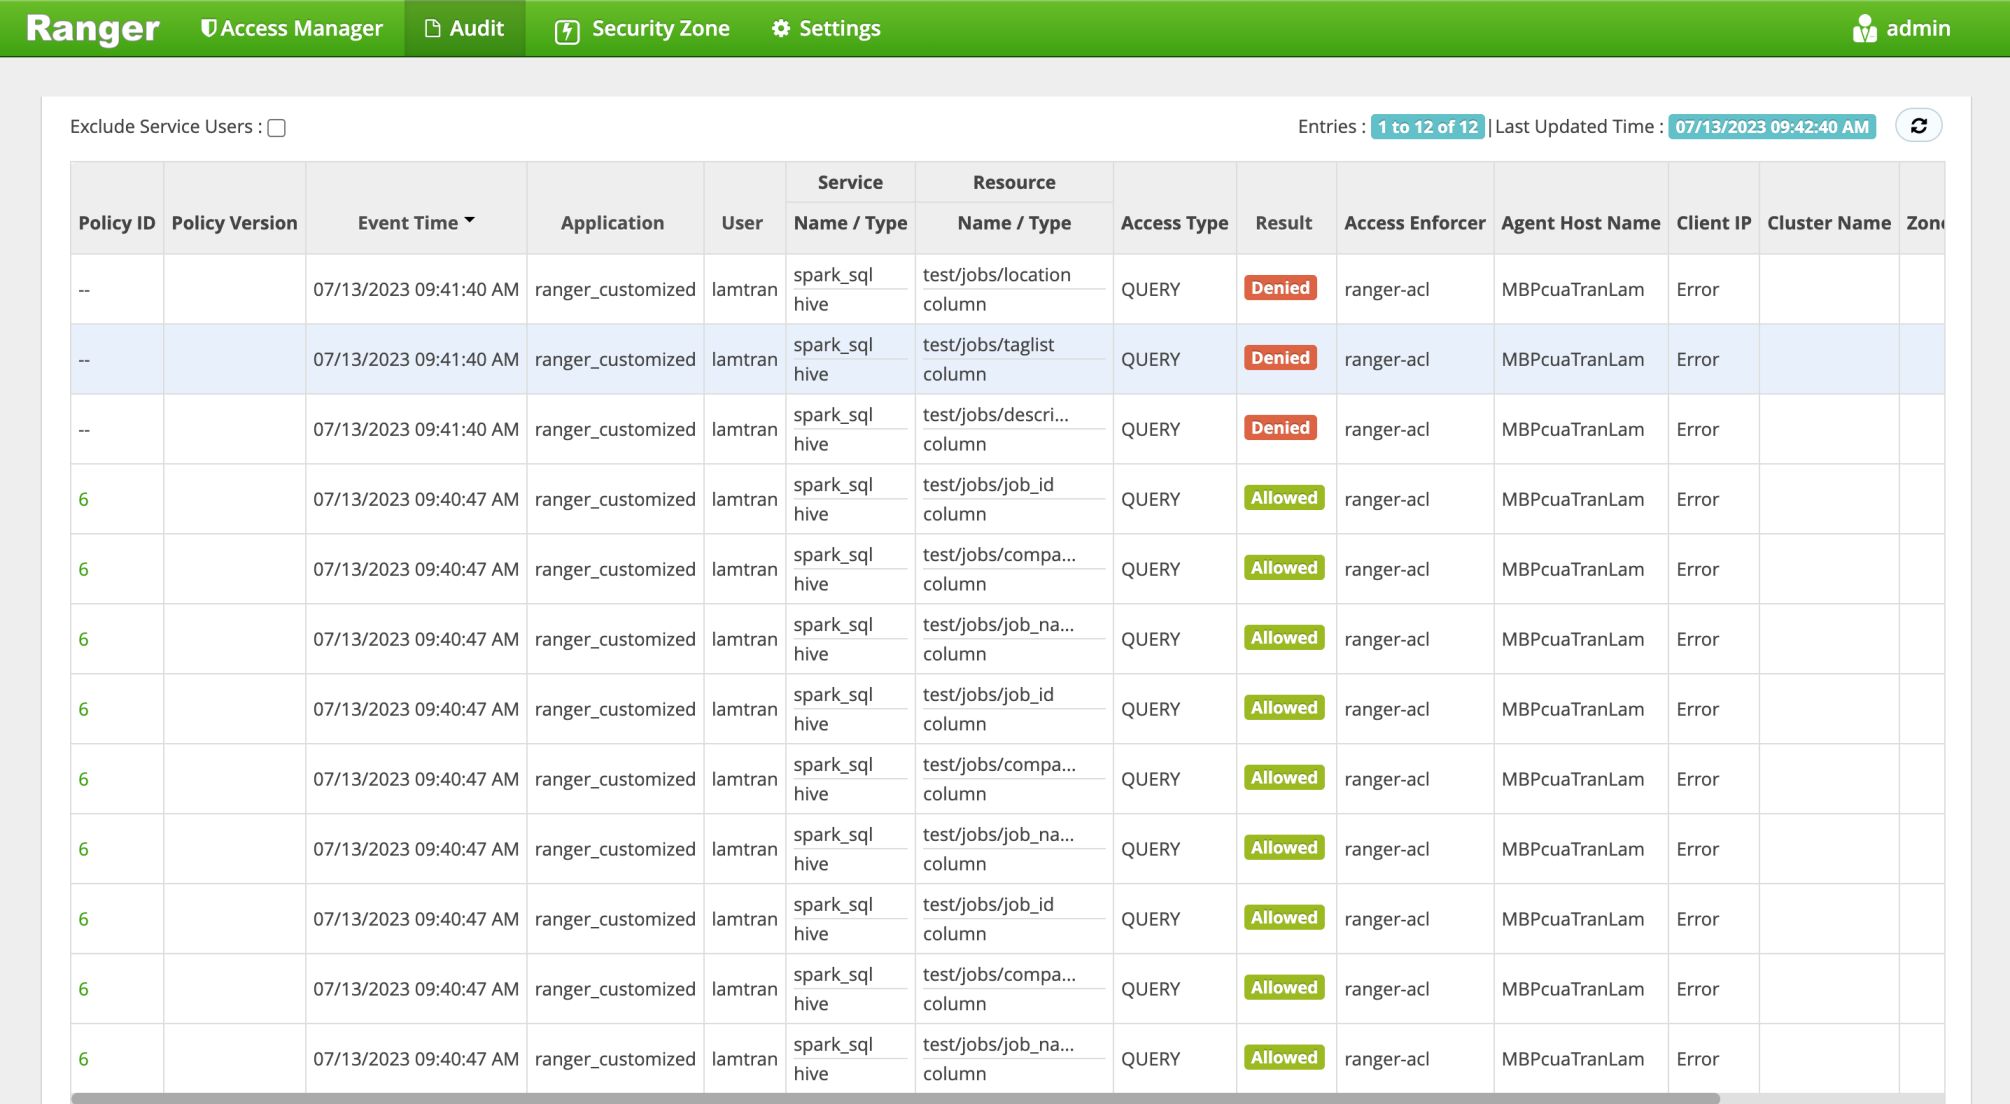 Ranger Access Manager Audit Security Zone Settings admin
Exclude Service Users : Entries : 1 to 12 of 12 | Last Updated Time : 07/13/2023 09:42:40 AM
Service Resource
Policy ID Policy Version Event Time Application User Name / Type Name / Type Access Type Result Access Enforcer Agent Host Name Client IP Cluster Name Zone
-- 07/13/2023 09:41:40 AM ranger_customized lamtran spark_sql test/jobs/location QUERY Denied ranger-acl MBPcuaTranLam Error
hive column
-- 07/13/2023 09:41:40 AM ranger_customized lamtran spark_sql test/jobs/taglist QUERY Denied ranger-acl MBPcuaTranLam Error
hive column
-- 07/13/2023 09:41:40 AM ranger_customized lamtran spark_sql test/jobs/descri... QUERY Denied ranger-acl MBPcuaTranLam Error
hive column
6 07/13/2023 09:40:47 AM ranger_customized lamtran spark_sql test/jobs/job_id QUERY Allowed ranger-acl MBPcuaTranLam Error
hive column
6 07/13/2023 09:40:47 AM ranger_customized lamtran spark_sql test/jobs/compa... QUERY Allowed ranger-acl MBPcuaTranLam Error
hive column
6 07/13/2023 09:40:47 AM ranger_customized lamtran spark_sql test/jobs/job_na... QUERY Allowed ranger-acl MBPcuaTranLam Error
hive column
6 07/13/2023 09:40:47 AM ranger_customized lamtran spark_sql test/jobs/job_id QUERY Allowed ranger-acl MBPcuaTranLam Error
hive column
6 07/13/2023 09:40:47 AM ranger_customized lamtran spark_sql test/jobs/compa... QUERY Allowed ranger-acl MBPcuaTranLam Error
hive column
6 07/13/2023 09:40:47 AM ranger_customized lamtran spark_sql test/jobs/job_na... QUERY Allowed ranger-acl MBPcuaTranLam Error
hive column
6 07/13/2023 09:40:47 AM ranger_customized lamtran spark_sql test/jobs/job_id QUERY Allowed ranger-acl MBPcuaTranLam Error
hive column
6 07/13/2023 09:40:47 AM ranger_customized lamtran spark_sql test/jobs/compa... QUERY Allowed ranger-acl MBPcuaTranLam Error
hive column
6 07/13/2023 09:40:47 AM ranger_customized lamtran spark_sql test/jobs/job_na... QUERY Allowed ranger-acl MBPcuaTranLam Error
hive column